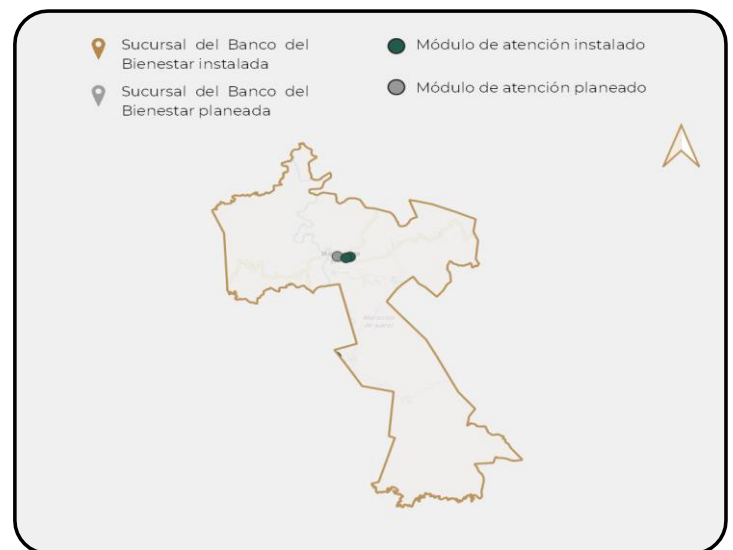 Sucursal del Banco del
Bienestar instalada
Sucursal del Banco del
Bienestar planeada
Módulo de atención instalado
Módulo de atención planeado